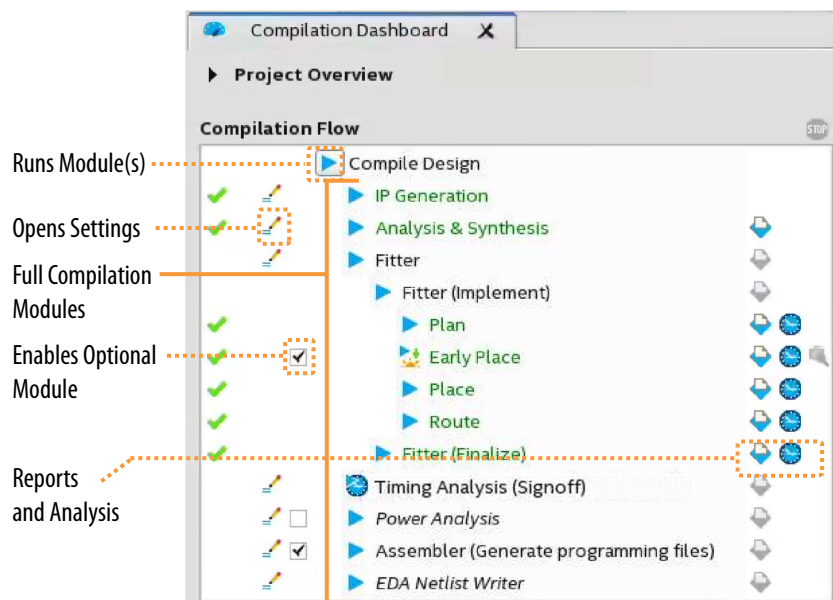 Compilation Dashboard X
Project Overview
Compilation Flow STOP
Runs Module(s)
Compile Design
IP Generation
Opens Settings
Analysis & Synthesis
Fitter
Full Compilation
Modules
Fitter (Implement)
Plan
Enables Optional
Module
Early Place
Place
Route
Reports
and Analysis
Fitter (Finalize)
Timing Analysis (Signoff)
Power Analysis
Assembler (Generate programming files)
EDA Netlist Writer